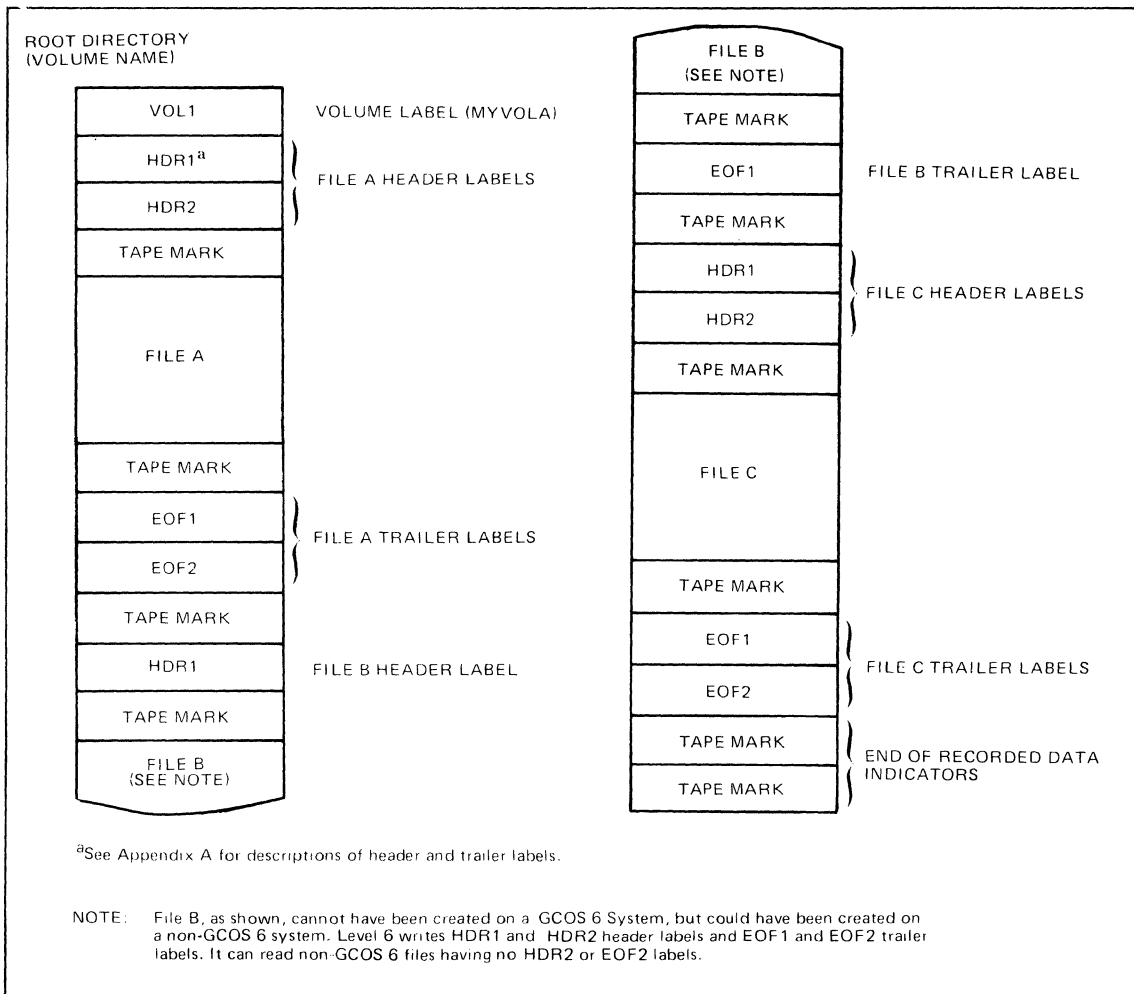 ROOT DIRECTORY
(VOLUME NAME)
VOL1
VOLUME LABEL (MYVOLA)
HDR1a
FILE A HEADER LABELS
HDR2
TAPE MARK
FILE A
TAPE MARK
EOF1
FILE A TRAILER LABELS
EOF2
TAPE MARK
HDR1
FILE B HEADER LABEL
TAPE MARK
FILE B
(SEE NOTE)
FILE B
(SEE NOTE)
TAPE MARK
EOF1
FILE B TRAILER LABEL
TAPE MARK
HDR1
FILE C HEADER LABELS
HDR2
TAPE MARK
FILE C
TAPE MARK
EOF1
FILE C TRAILER LABELS
EOF2
TAPE MARK
END OF RECORDED DATA
INDICATORS
TAPE MARK
aSee Appendix A for descriptions of header and trailer labels.
NOTE: File B, as shown, cannot have been created on a GCOS 6 System, but could have been created on
a non-GCOS 6 system. Level 6 writes HDR1 and HDR2 header labels and EOF1 and EOF2 trailer
labels. It can read non-GCOS 6 files having no HDR2 or EOF2 labels.